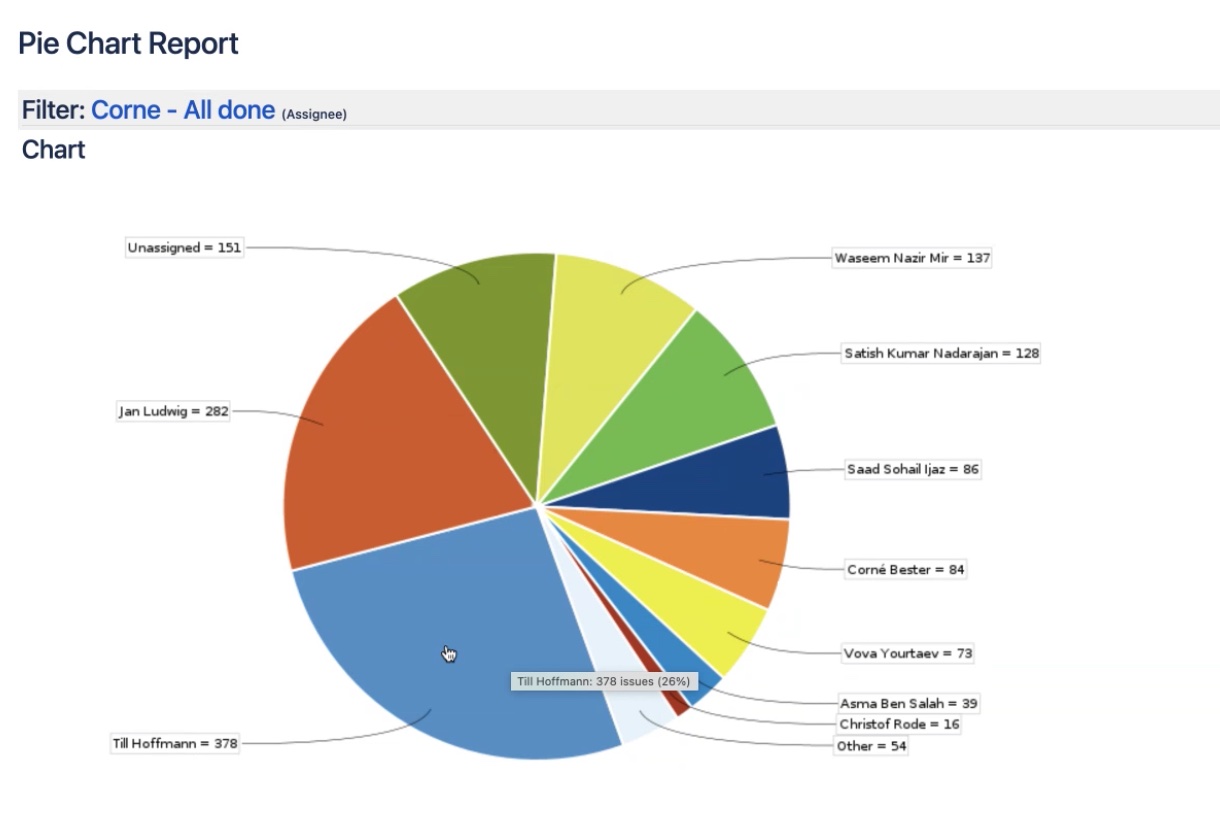 Pie Chart Report
Filter: Corne - All done (Assignee)
Chart
Unassigned = 151
Waseem Nazir Mir = 137
Satish Kumar Nadarajan = 128
Jan Ludwig = 282
Saad Sohail Ijaz = 86
Corné Bester = 84
Vova Yourtaev = 73
Till Hoffmann: 378 issues (26%)
Asma Ben Salah = 39
Christof Rode = 16
Till Hoffmann = 378
Other = 54